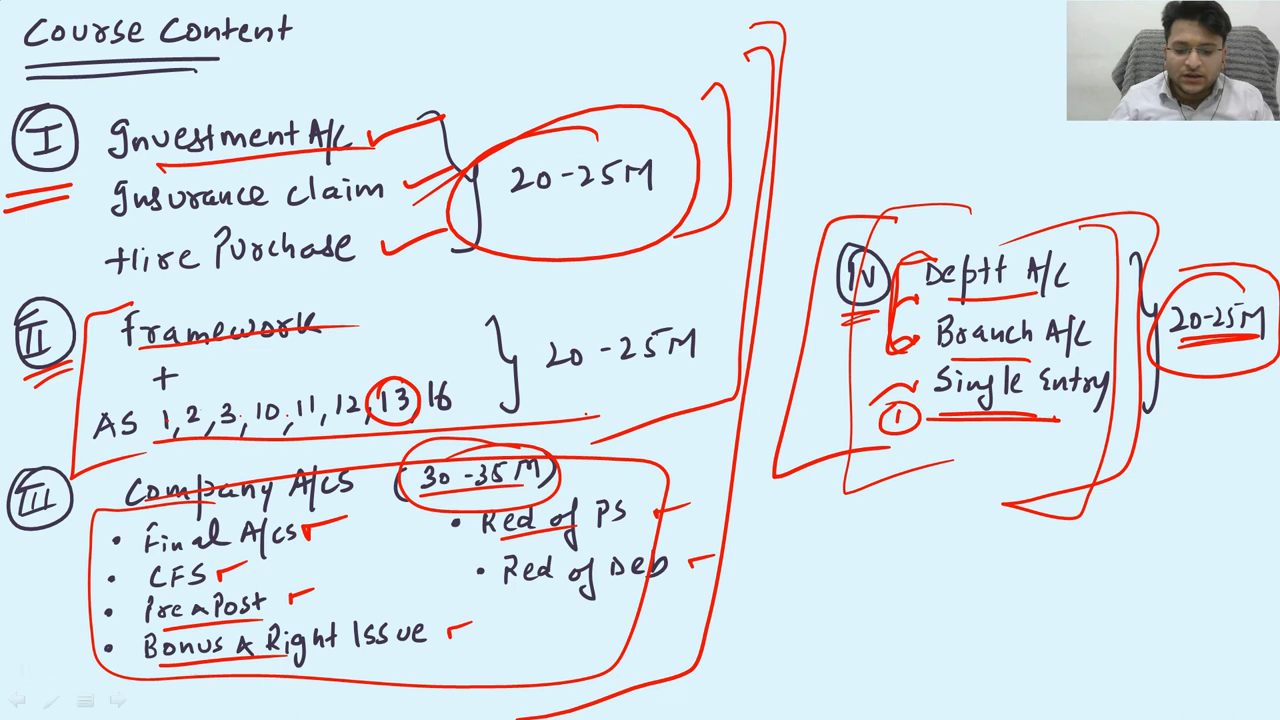 Course Content
I
Investment A/C
Insurance claim
Hire Purchase
20-25M
II
Framework
+
AS 1, 2, 3, 10, 11, 12, 13, 16
20-25M
III
Company A/CS (30-35M)
• Final A/cs
• CFS
• Pre & Post
• Bonus & Right Issue
• Red of PS
• Red of Deb
IV
Deptt A/C
Branch A/C
Single Entry
1
20-25M